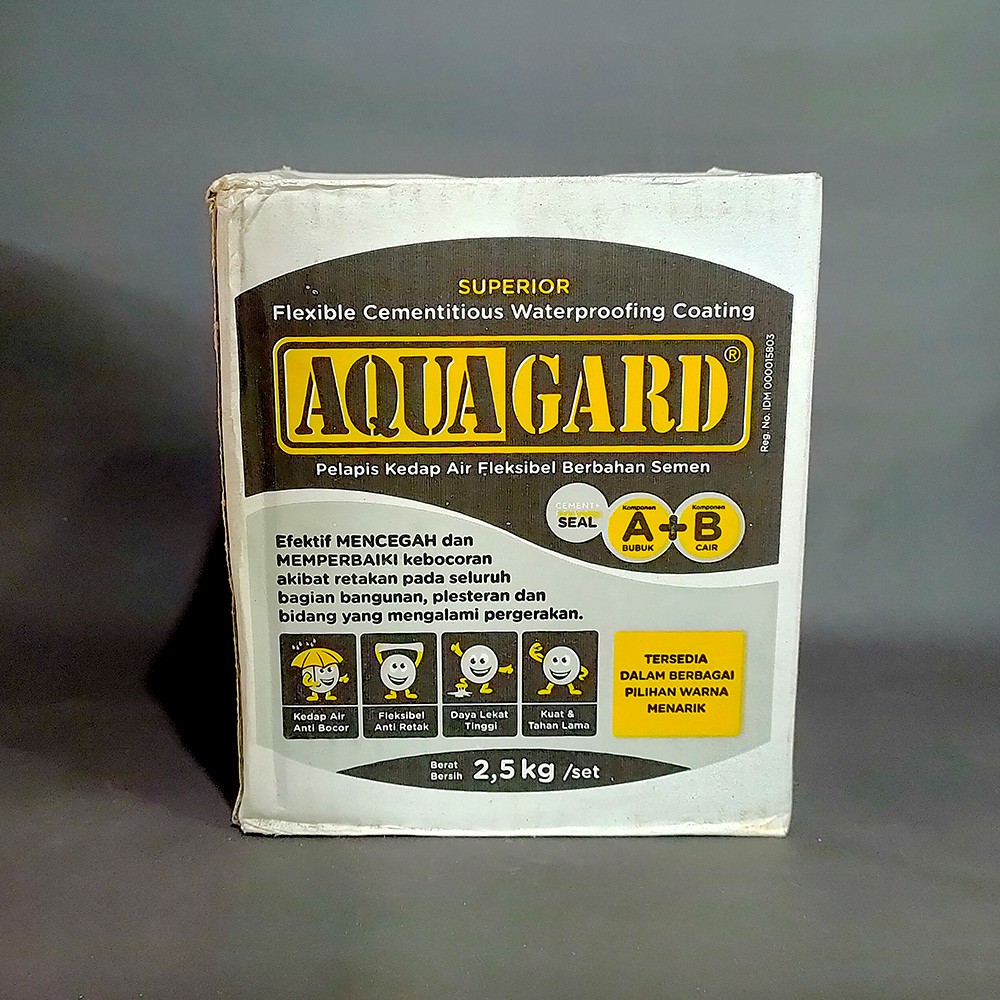 SUPERIOR
Flexible Cementitious Waterproofing Coating
AQUAGARD®
Reg. No. IDM 000015803
Pelapis Kedap Air Fleksibel Berbahan Semen
CEMENT+
SEAL
Komponen
A
BUBUK
+
Komponen
B
CAIR
Efektif MENCEGAH dan
MEMPERBAIKI kebocoran
akibat retakan pada seluruh
bagian bangunan, plesteran dan
bidang yang mengalami pergerakan.
Kedap Air
Anti Bocor
Fleksibel
Anti Retak
Daya Lekat
Tinggi
Kuat &
Tahan Lama
TERSEDIA
DALAM BERBAGAI
PILIHAN WARNA
MENARIK
Berat
Bersih
2,5 kg /set